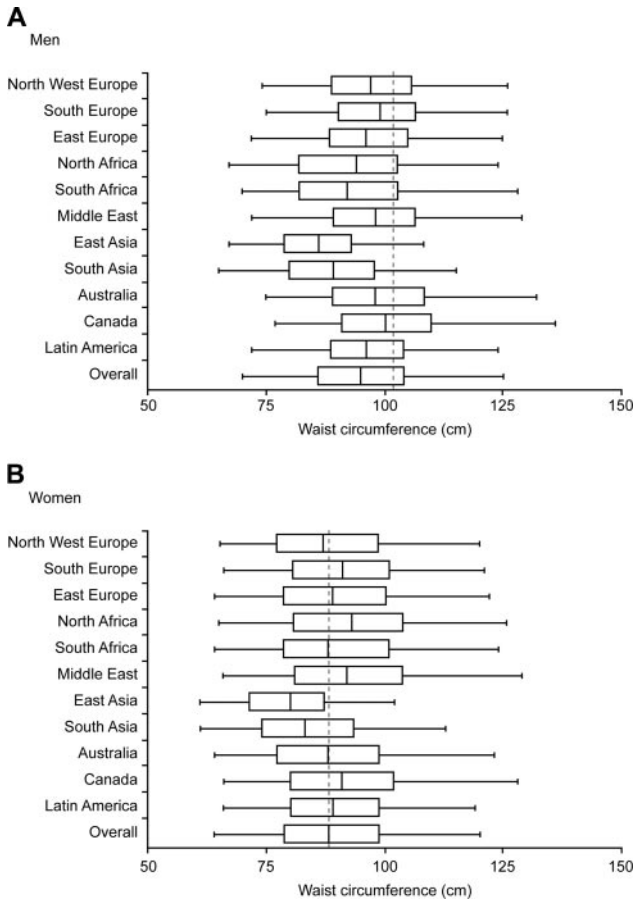 A
Men
North West Europe
South Europe
East Europe
North Africa
South Africa
Middle East
East Asia
South Asia
Australia
Canada
Latin America
Overall
50 75 100 125 150
Waist circumference (cm)
B
Women
North West Europe
South Europe
East Europe
North Africa
South Africa
Middle East
East Asia
South Asia
Australia
Canada
Latin America
Overall
50 75 100 125 150
Waist circumference (cm)